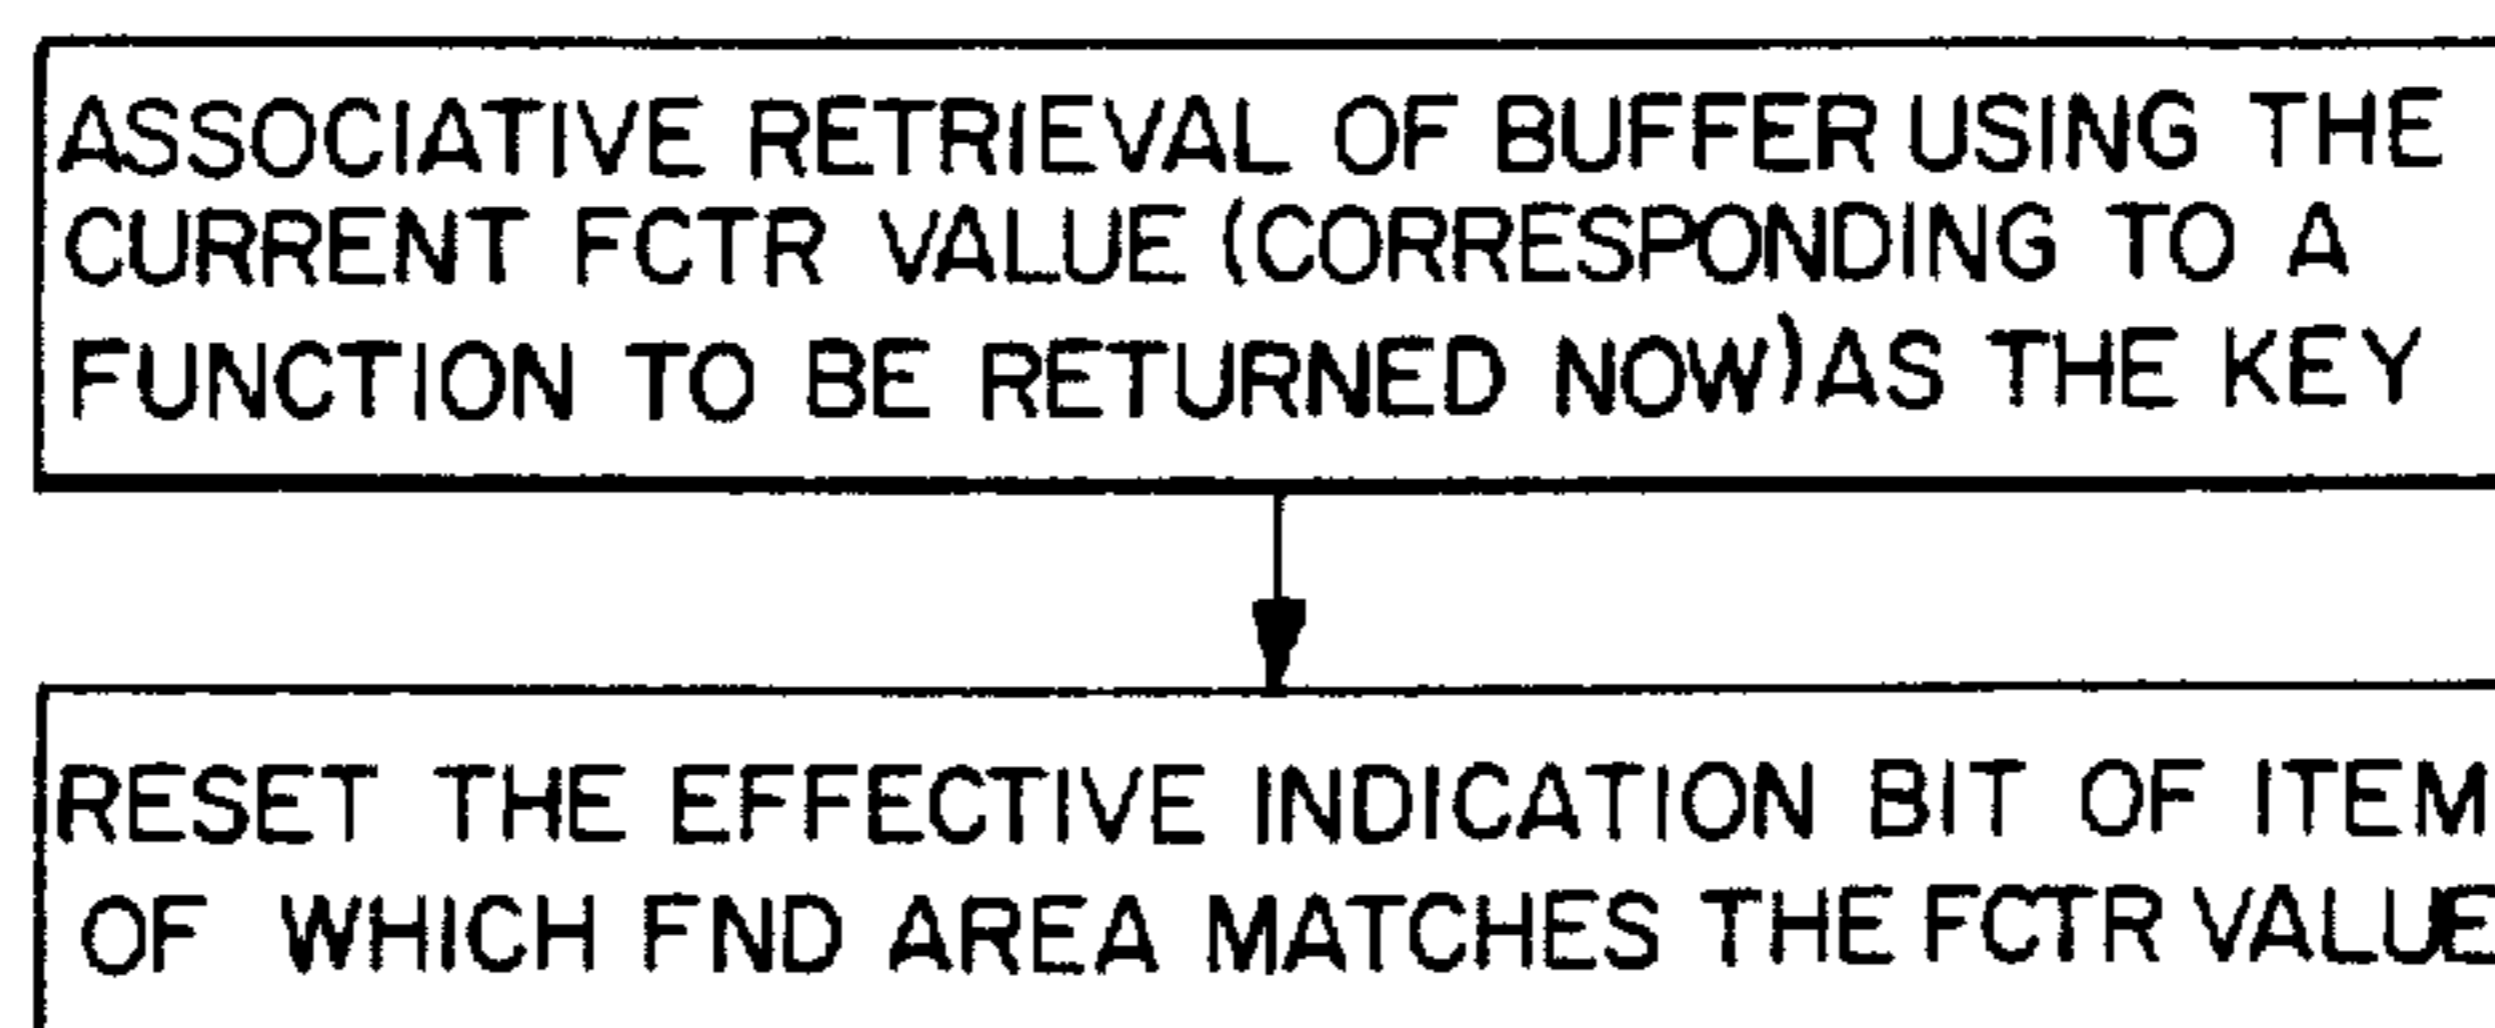 ASSOCIATIVE RETRIEVAL OF BUFFER USING THE
CURRENT FCTR VALUE (CORRESPONDING TO A
FUNCTION TO BE RETURNED NOW) AS THE KEY
RESET THE EFFECTIVE INDICATION BIT OF ITEM
OF WHICH FND AREA MATCHES THE FCTR VALUE